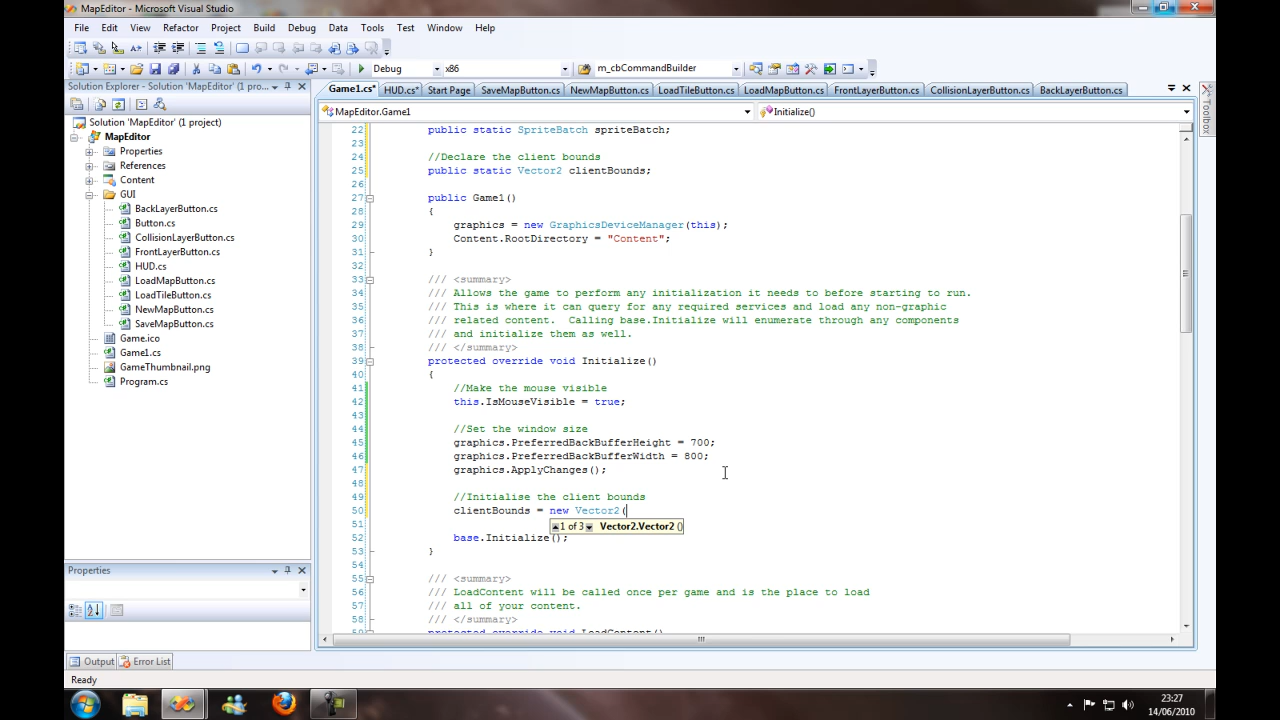 MapEditor - Microsoft Visual Studio
File Edit View Refactor Project Build Debug Data Tools Test Window Help
Debug x86 m_cbCommandBuilder
Solution Explorer - Solution 'MapEditor' (1 pro...
Game1.cs* HUD.cs* Start Page SaveMapButton.cs NewMapButton.cs LoadTileButton.cs LoadMapButton.cs FrontLayerButton.cs CollisionLayerButton.cs BackLayerButton.cs
Toolbox
MapEditor.Game1 Initialize()
Solution 'MapEditor' (1 project)
MapEditor
Properties
References
Content
GUI
BackLayerButton.cs
Button.cs
CollisionLayerButton.cs
FrontLayerButton.cs
HUD.cs
LoadMapButton.cs
LoadTileButton.cs
NewMapButton.cs
SaveMapButton.cs
Game.ico
Game1.cs
GameThumbnail.png
Program.cs
22 public static SpriteBatch spriteBatch;
23
24 //Declare the client bounds
25 public static Vector2 clientBounds;
26
27 public Game1()
28 {
29 graphics = new GraphicsDeviceManager(this);
30 Content.RootDirectory = "Content";
31 }
32
33 /// <summary>
34 /// Allows the game to perform any initialization it needs to before starting to run.
35 /// This is where it can query for any required services and load any non-graphic
36 /// related content.  Calling base.Initialize will enumerate through any components
37 /// and initialize them as well.
38 /// </summary>
39 protected override void Initialize()
40 {
41 //Make the mouse visible
42 this.IsMouseVisible = true;
43
44 //Set the window size
45 graphics.PreferredBackBufferHeight = 700;
46 graphics.PreferredBackBufferWidth = 800;
47 graphics.ApplyChanges();
48
49 //Initialise the client bounds
50 clientBounds = new Vector2(
51 1 of 3 Vector2.Vector2 ()
52 base.Initialize();
53 }
54
55 /// <summary>
56 /// LoadContent will be called once per game and is the place to load
57 /// all of your content.
58 /// </summary>
59 protected override void LoadContent()
Properties
Output Error List
Ready
23:27
14/06/2010